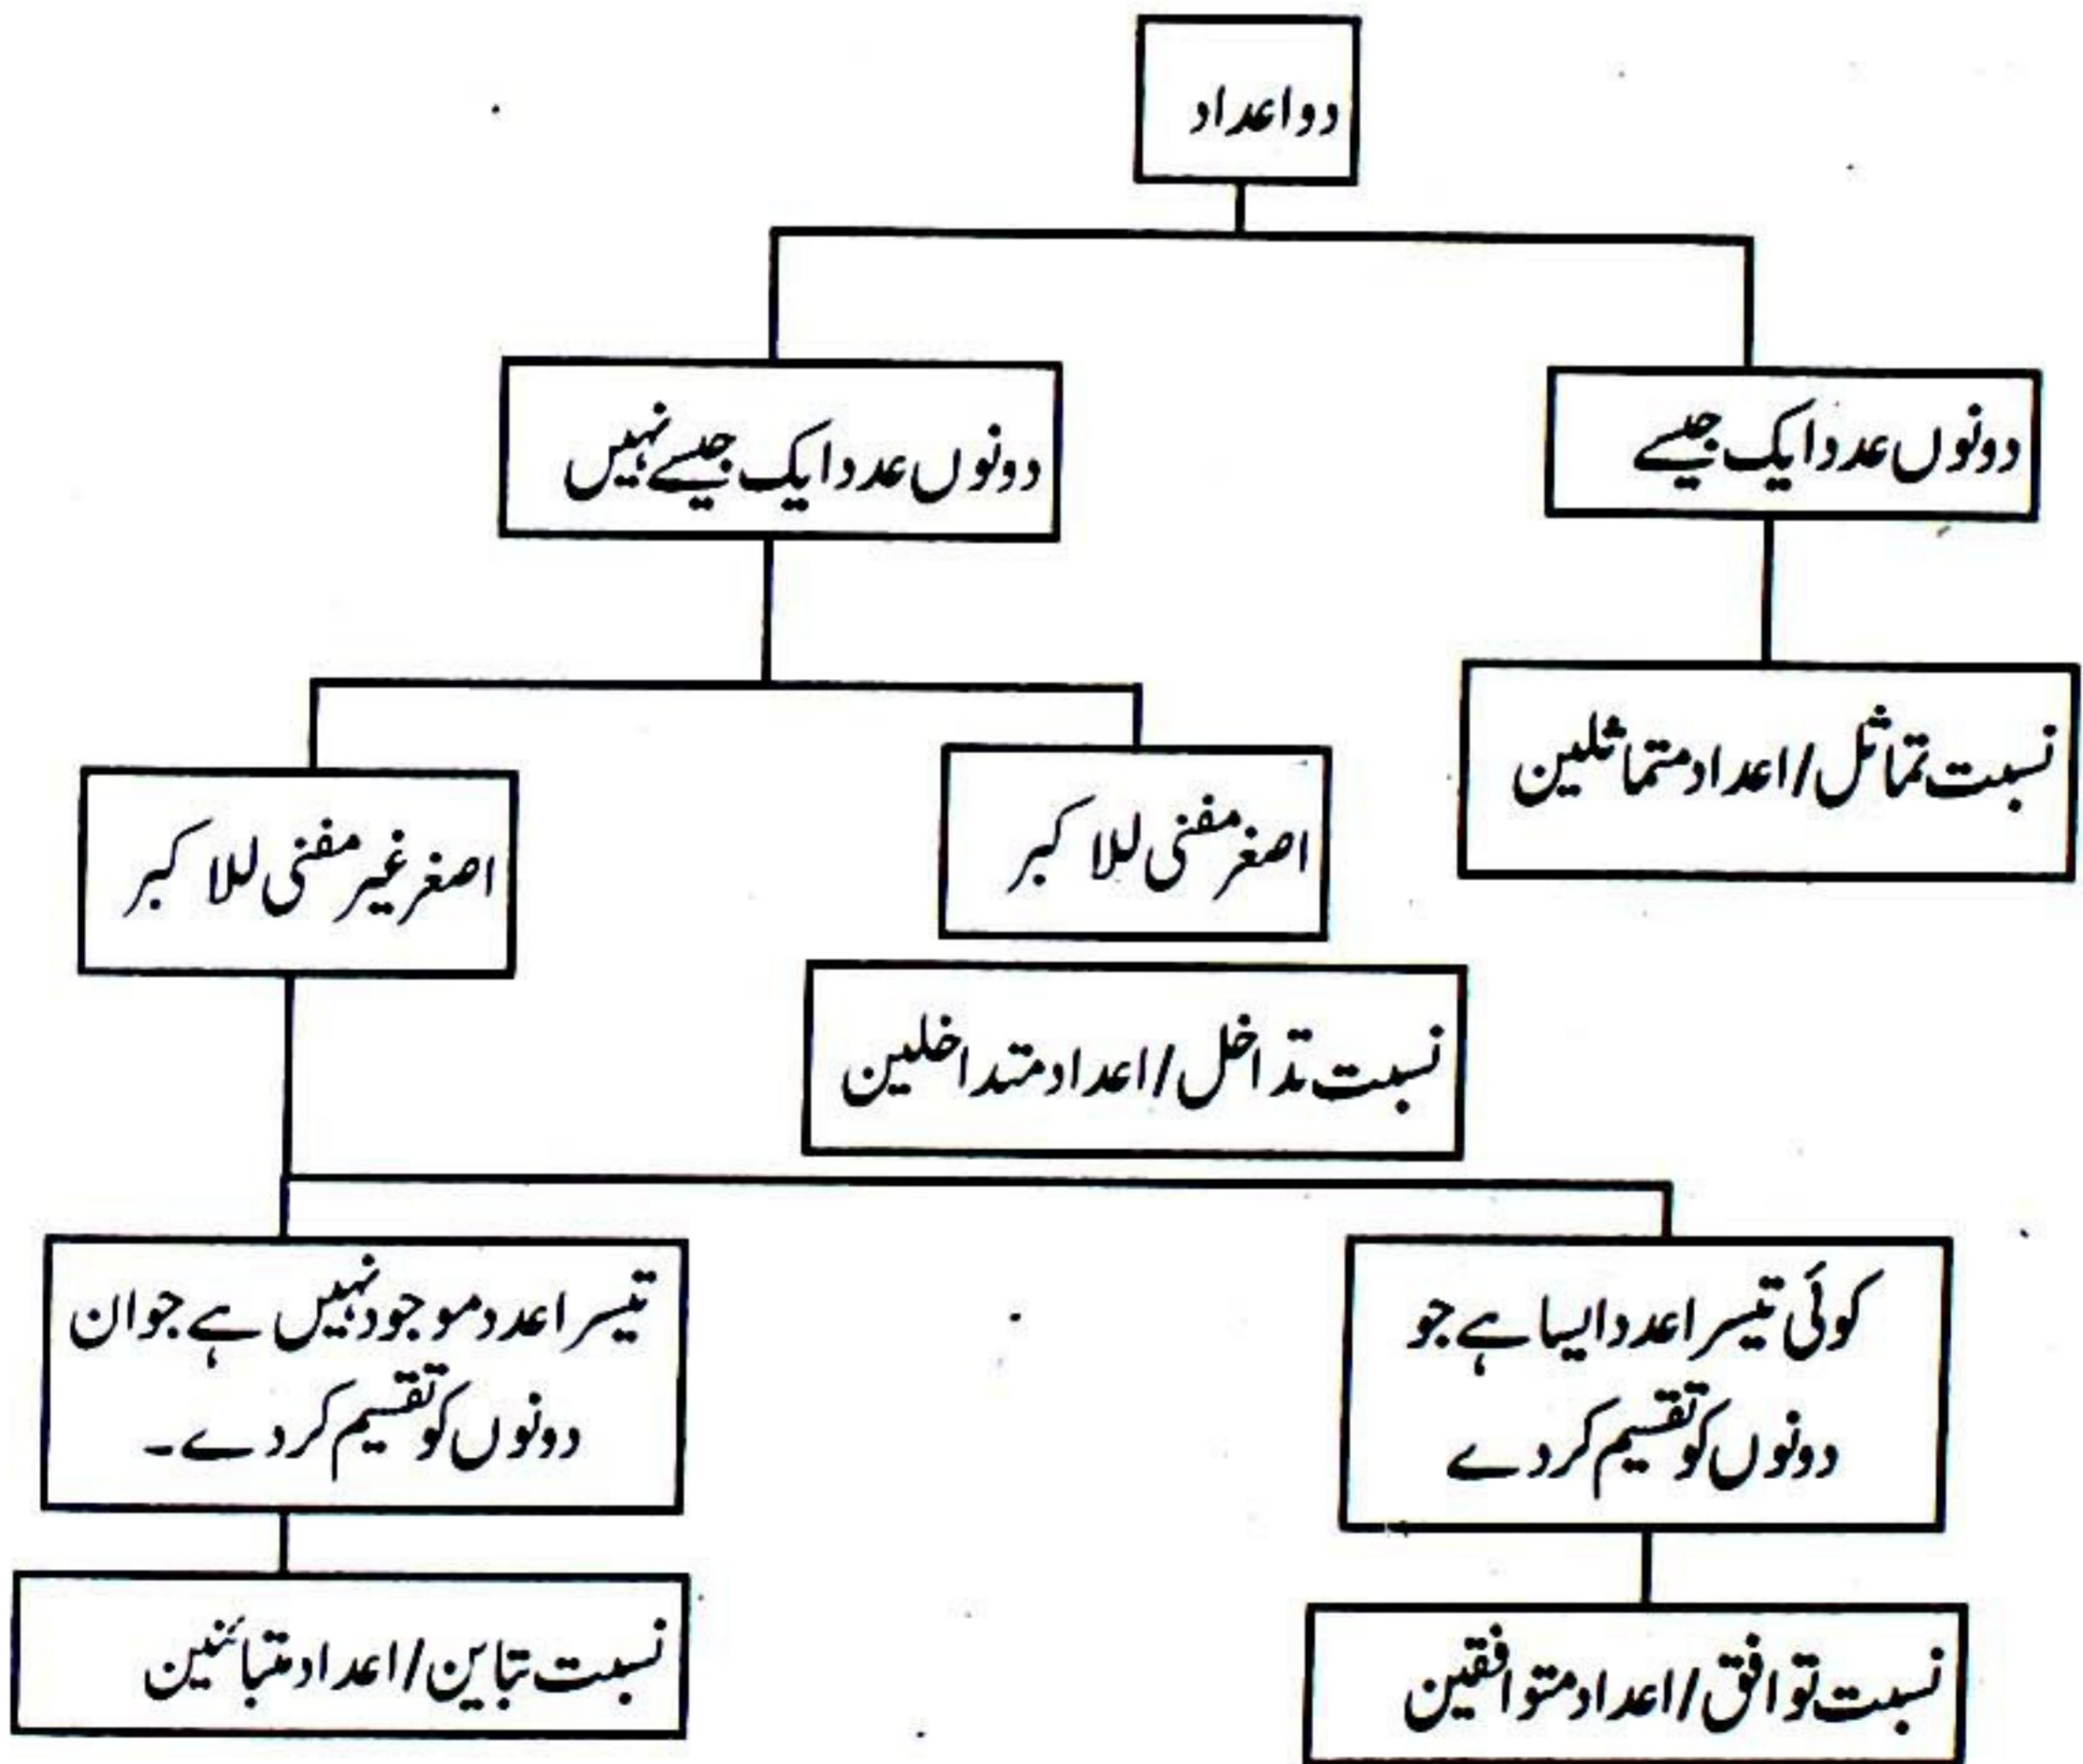 دو اعداد
دونوں عدد ایک جیسے
دونوں عدد ایک جیسے نہیں
نسبت تماثل/اعداد متماثلین
اصغر مفنی للاکبر
اصغر غیر مفنی للاکبر
نسبت تداخل/اعداد متداخلین
کوئی تیسرا عدد ایسا ہے جو
دونوں کو تقسیم کردے
تیسرا عدد موجود نہیں ہے جو ان
دونوں کو تقسیم کردے۔
نسبت توافق/اعداد متوافقین
نسبت تباین/اعداد متبائنین